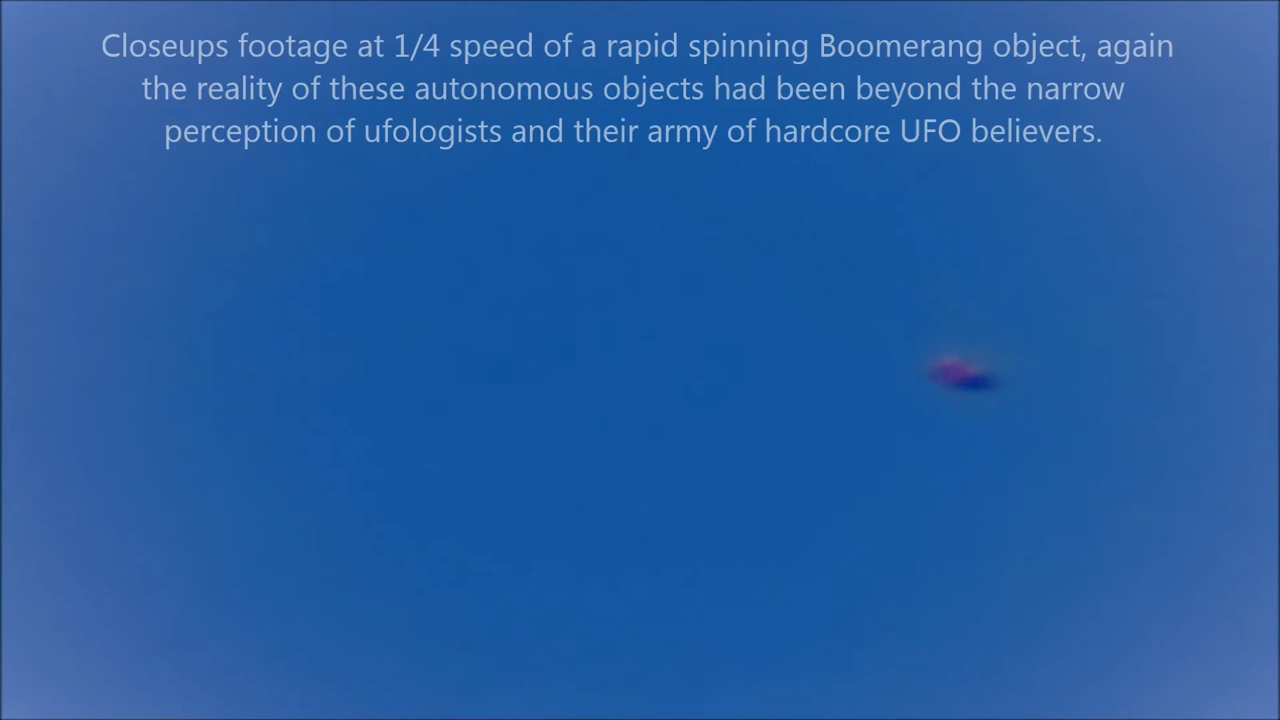 Closeups footage at 1/4 speed of a rapid spinning Boomerang object, again
the reality of these autonomous objects had been beyond the narrow
perception of ufologists and their army of hardcore UFO believers.